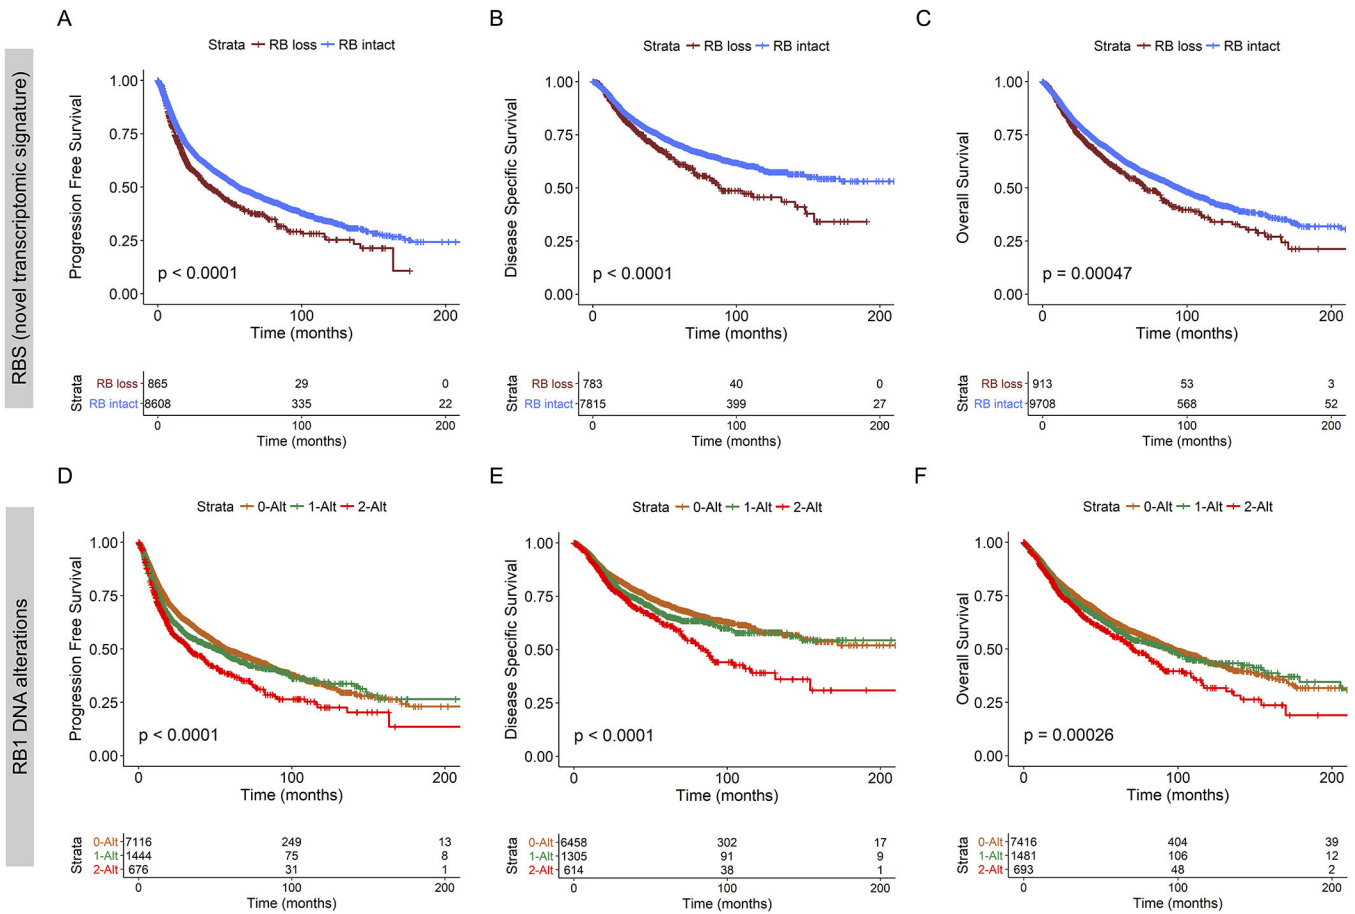 RBS (novel transcriptomic signature)
A
Strata RB loss RB intact
Progression Free Survival
1.00
0.75
0.50
0.25
0.00
p < 0.0001
0 100 200
Time (months)
Strata
RB loss 865 29 0
RB intact 8608 335 22
0 100 200
Time (months)
B
Strata RB loss RB intact
Disease Specific Survival
1.00
0.75
0.50
0.25
0.00
p < 0.0001
0 100 200
Time (months)
Strata
RB loss 783 40 0
RB intact 7815 399 27
0 100 200
Time (months)
C
Strata RB loss RB intact
Overall Survival
1.00
0.75
0.50
0.25
0.00
p = 0.00047
0 100 200
Time (months)
Strata
RB loss 913 53 3
RB intact 9708 568 52
0 100 200
Time (months)
RB1 DNA alterations
D
Strata 0-Alt 1-Alt 2-Alt
Progression Free Survival
1.00
0.75
0.50
0.25
0.00
p < 0.0001
0 100 200
Time (months)
Strata
0-Alt 7116 249 13
1-Alt 1444 75 8
2-Alt 676 31 1
0 100 200
Time (months)
E
Strata 0-Alt 1-Alt 2-Alt
Disease Specific Survival
1.00
0.75
0.50
0.25
0.00
p < 0.0001
0 100 200
Time (months)
Strata
0-Alt 6458 302 17
1-Alt 1305 91 9
2-Alt 614 38 1
0 100 200
Time (months)
F
Strata 0-Alt 1-Alt 2-Alt
Overall Survival
1.00
0.75
0.50
0.25
0.00
p = 0.00026
0 100 200
Time (months)
Strata
0-Alt 7416 404 39
1-Alt 1481 106 12
2-Alt 693 48 2
0 100 200
Time (months)